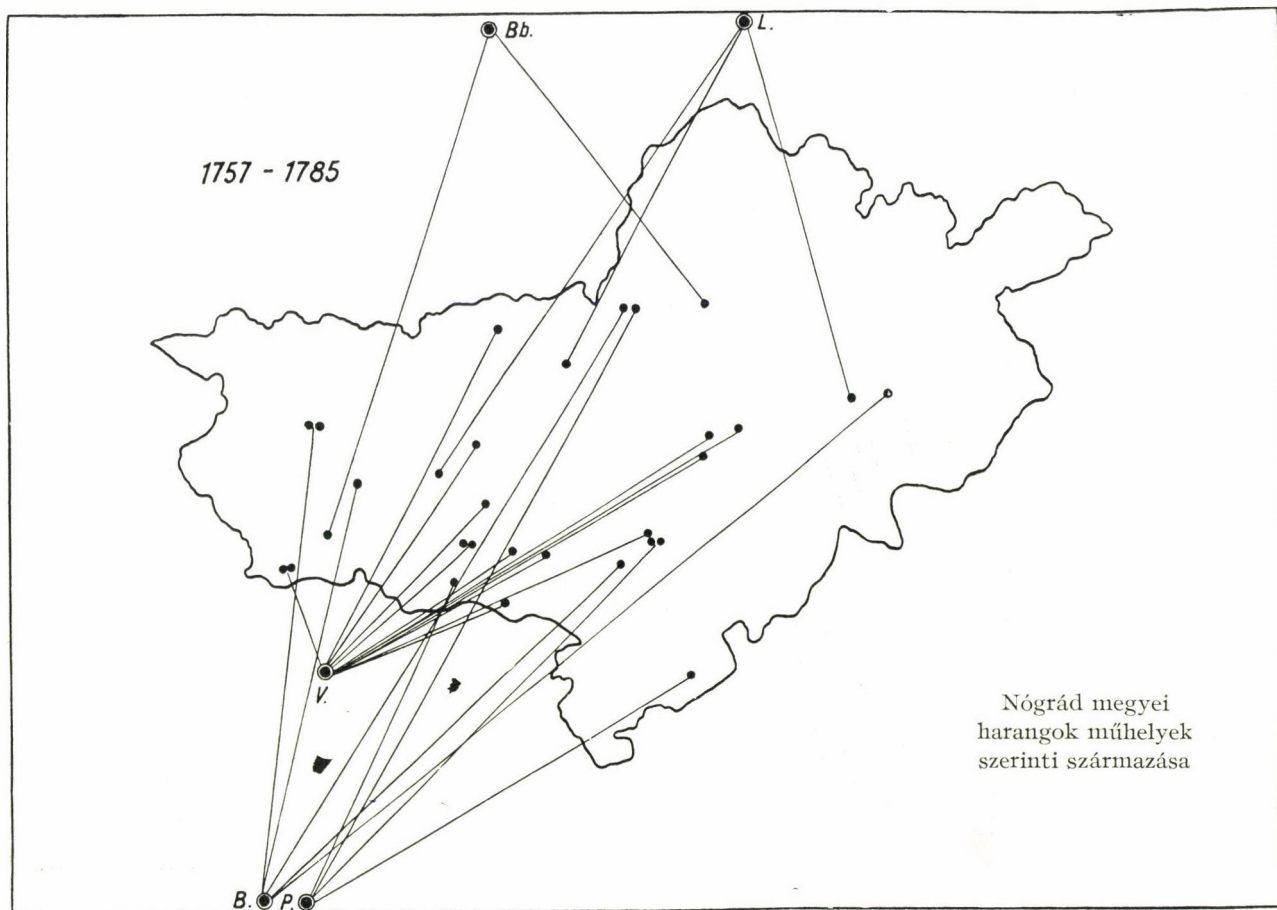 Bb.
L.
1757 - 1785
V.
Nógrád megyei
harangok műhelyek
szerinti származása
B.
P.